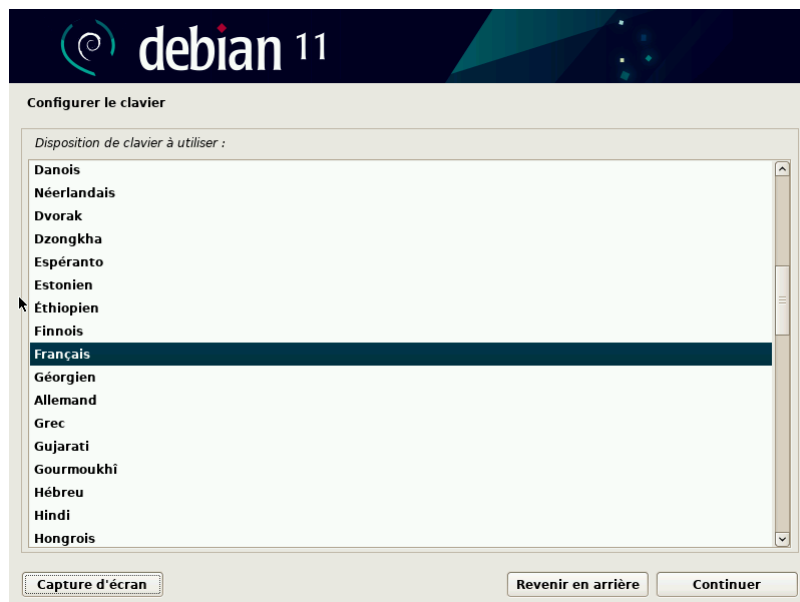 debian 11
Configurer le clavier
Disposition de clavier à utiliser :
Danois
Néerlandais
Dvorak
Dzongkha
Espéranto
Estonien
Éthiopien
Finnois
Français
Géorgien
Allemand
Grec
Gujarati
Gourmoukhî
Hébreu
Hindi
Hongrois
Capture d'écran
Revenir en arrière
Continuer